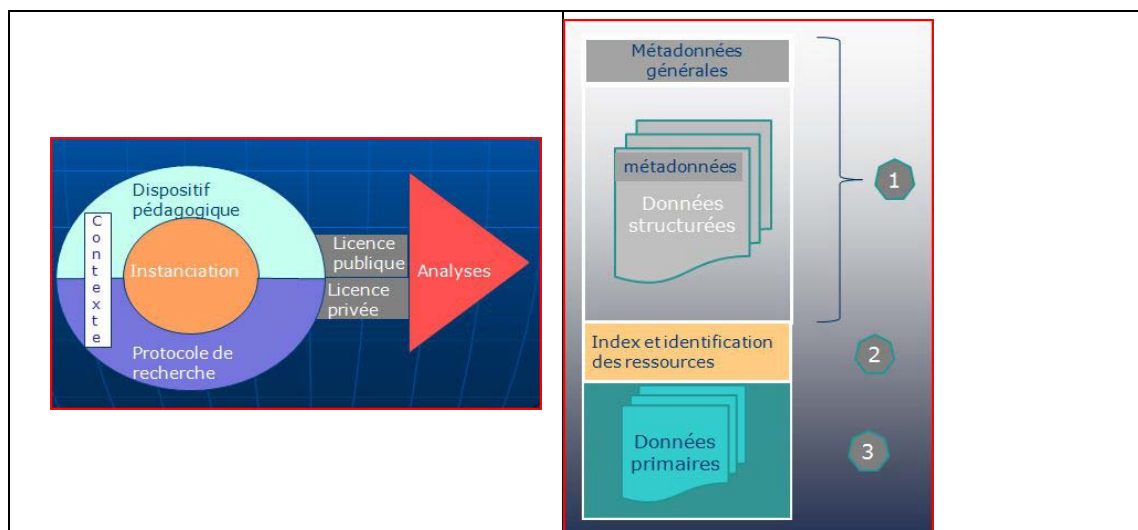 Dispositif
pédagogique
Contexte
Instanciation
Protocole de
recherche
Licence
publique
Licence
privée
Analyses
Métadonnées
générales
métadonnées
Données
structurées
1
Index et identification
des ressources
2
Données
primaires
3